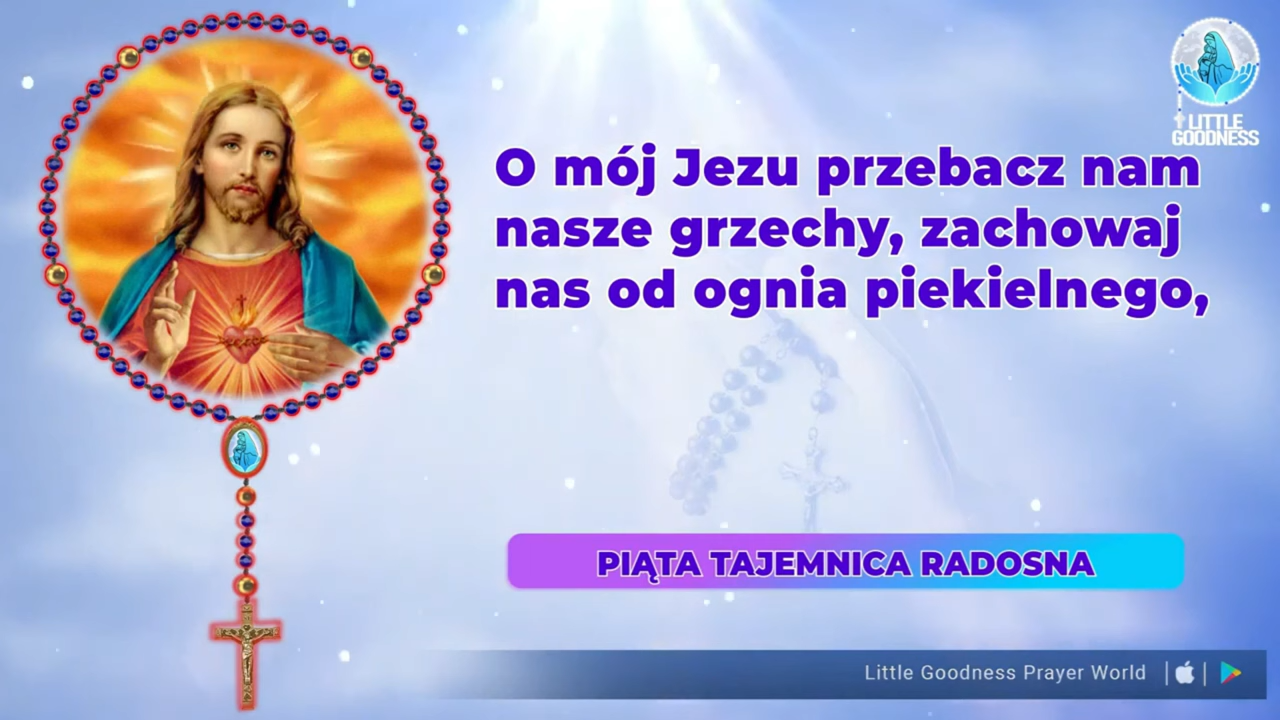 LITTLE
GOODNESS
O mój Jezu przebacz nam
nasze grzechy, zachowaj
nas od ognia piekielnego,
PIĄTA TAJEMNICA RADOSNA
Little Goodness Prayer World